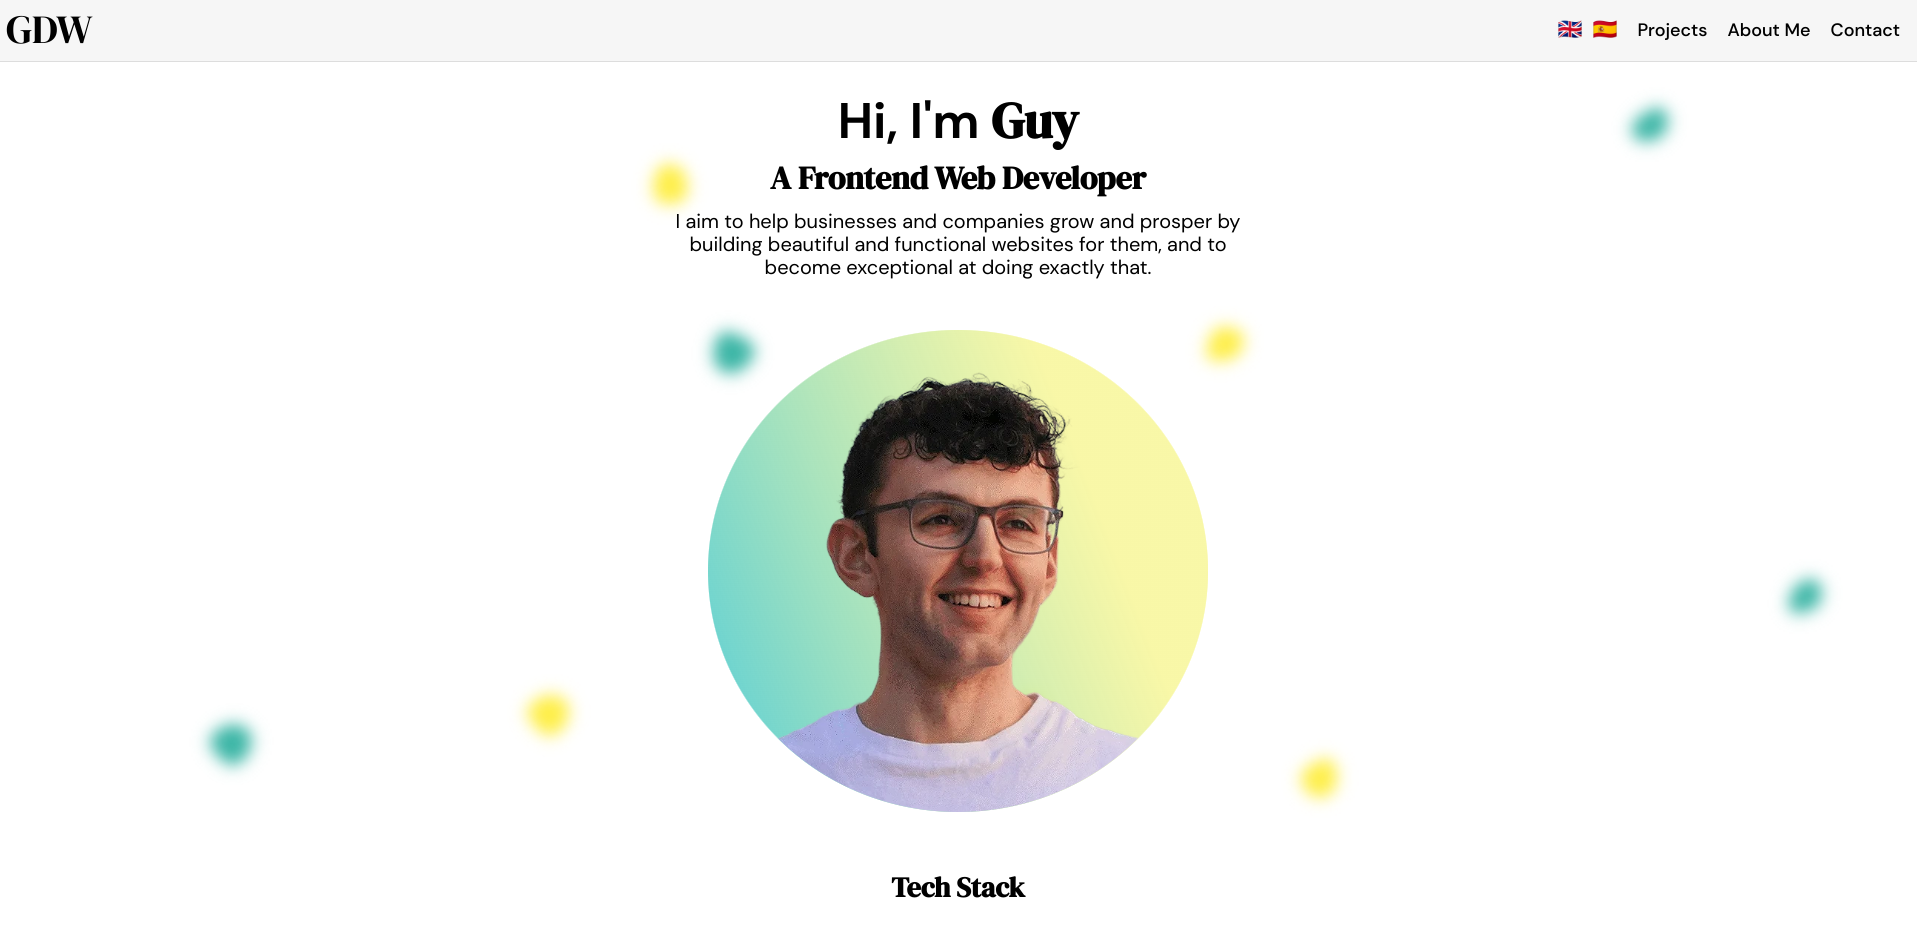 GDW
🇬🇧 🇪🇸 Projects About Me Contact
Hi, I'm Guy
A Frontend Web Developer
I aim to help businesses and companies grow and prosper by
building beautiful and functional websites for them, and to
become exceptional at doing exactly that.
Tech Stack